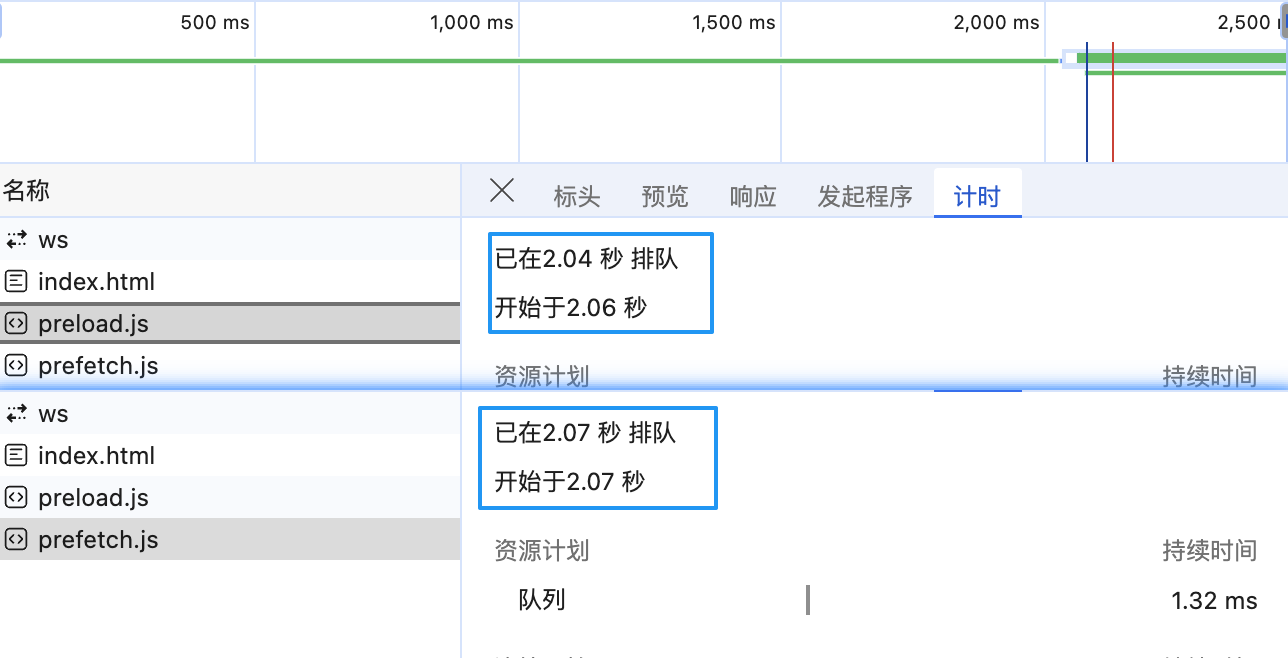 500 ms 1,000 ms 1,500 ms 2,000 ms 2,500
名称 标头 预览 响应 发起程序 计时
ws
index.html
preload.js
prefetch.js
已在2.04 秒 排队
开始于2.06 秒
资源计划 持续时间
ws
index.html
preload.js
prefetch.js
已在2.07 秒 排队
开始于2.07 秒
资源计划 持续时间
队列 1.32 ms